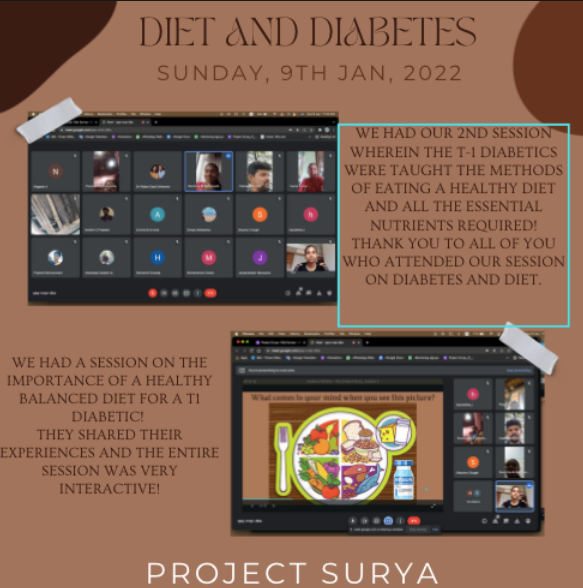 DIET AND DIABETES
SUNDAY, 9TH JAN, 2022
WE HAD OUR 2ND SESSION
WHEREIN THE T-1 DIABETICS
WERE TAUGHT THE METHODS
OF EATING A HEALTHY DIET
AND ALL THE ESSENTIAL
NUTRIENTS REQUIRED!
THANK YOU TO ALL OF YOU
WHO ATTENDED OUR SESSION
ON DIABETES AND DIET.
N
A
S
h
H
M
J
WE HAD A SESSION ON THE
IMPORTANCE OF A HEALTHY
BALANCED DIET FOR A T1
DIABETIC!
THEY SHARED THEIR
EXPERIENCES AND THE ENTIRE
SESSION WAS VERY
INTERACTIVE!
What comes in your mind when you see this picture?
S
PROJECT SURYA